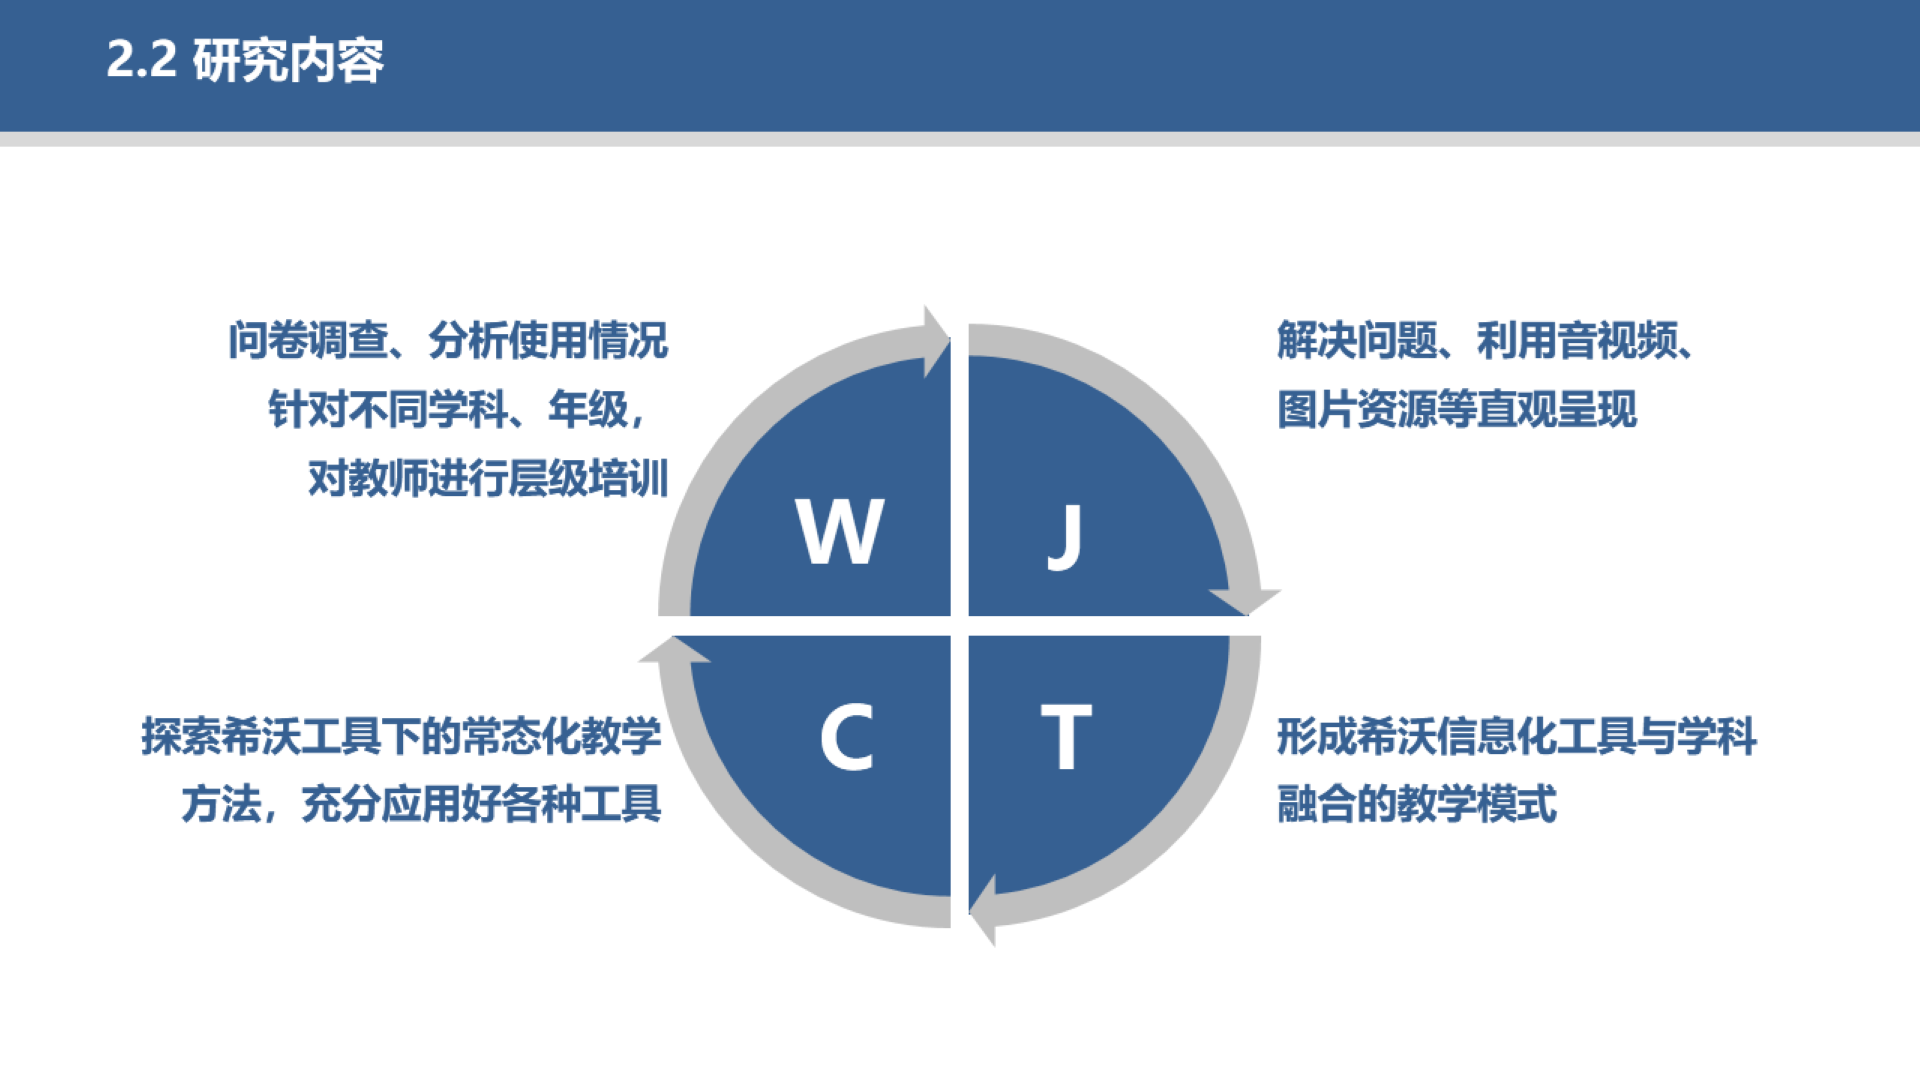 2.2 研究内容
问卷调查、分析使用情况
针对不同学科、年级，
对教师进行层级培训
解决问题、利用音视频、
图片资源等直观呈现
W
J
C
T
探索希沃工具下的常态化教学
方法，充分应用好各种工具
形成希沃信息化工具与学科
融合的教学模式